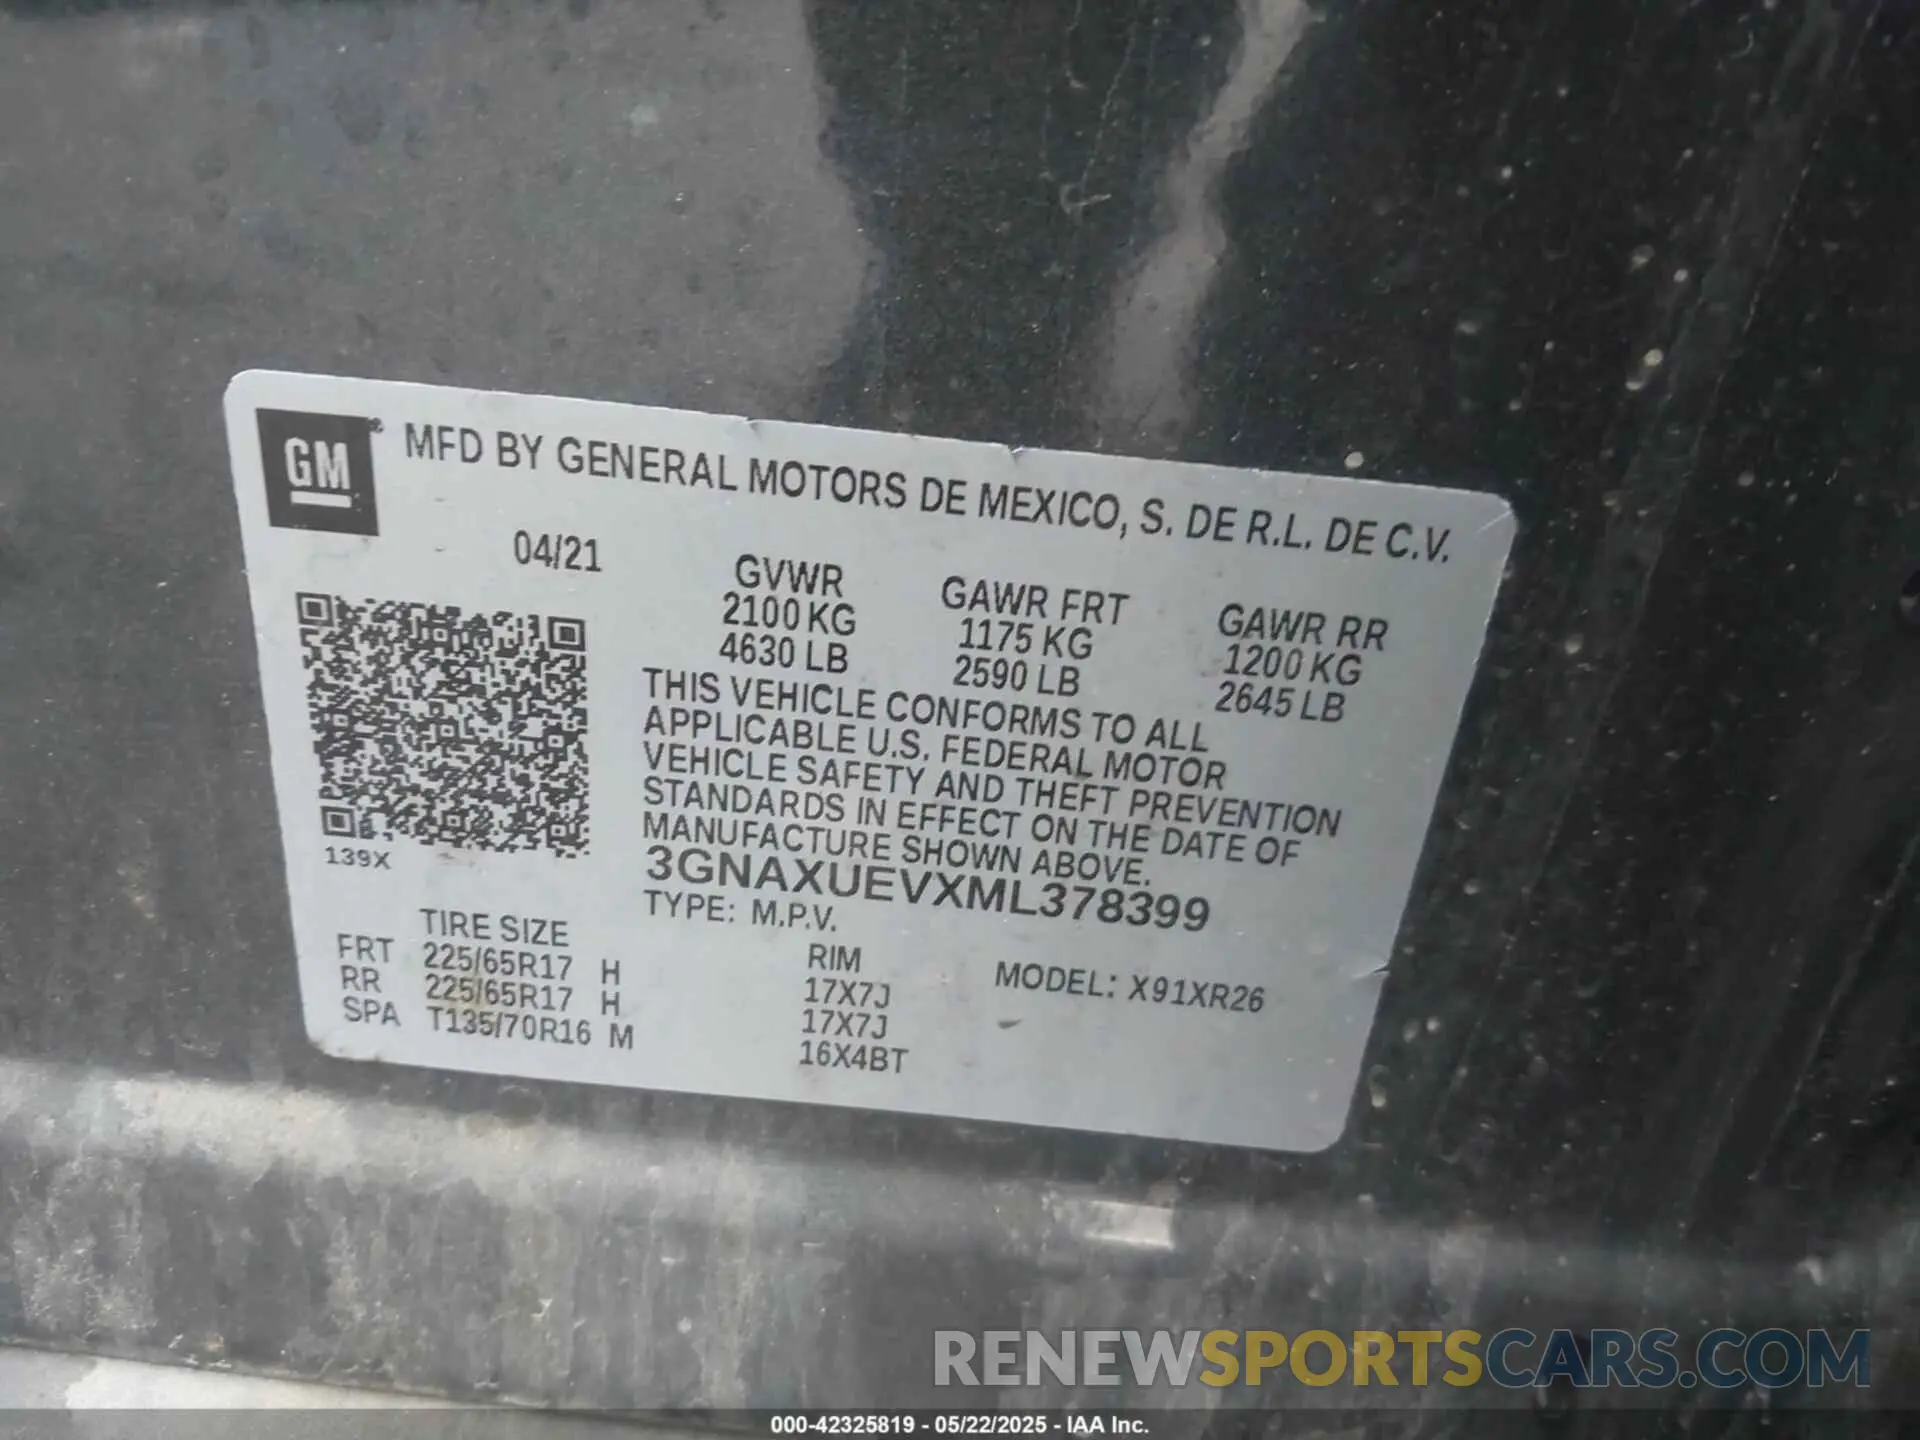 GM ® MFD BY GENERAL MOTORS DE MEXICO, S. DE R.L. DE C.V.
04/21
GVWR GAWR FRT GAWR RR
2100 KG 1175 KG 1200 KG
4630 LB 2590 LB 2645 LB
THIS VEHICLE CONFORMS TO ALL
APPLICABLE U.S. FEDERAL MOTOR
VEHICLE SAFETY AND THEFT PREVENTION
STANDARDS IN EFFECT ON THE DATE OF
MANUFACTURE SHOWN ABOVE.
139X
3GNAXUEVXML378399
TYPE: M.P.V.
TIRE SIZE RIM MODEL: X91XR26
FRT 225/65R17 H 17X7J
RR 225/65R17 H 17X7J
SPA T135/70R16 M 16X4BT
RENEWSPORTSCARS.COM
000-42325819 - 05/22/2025 - IAA Inc.